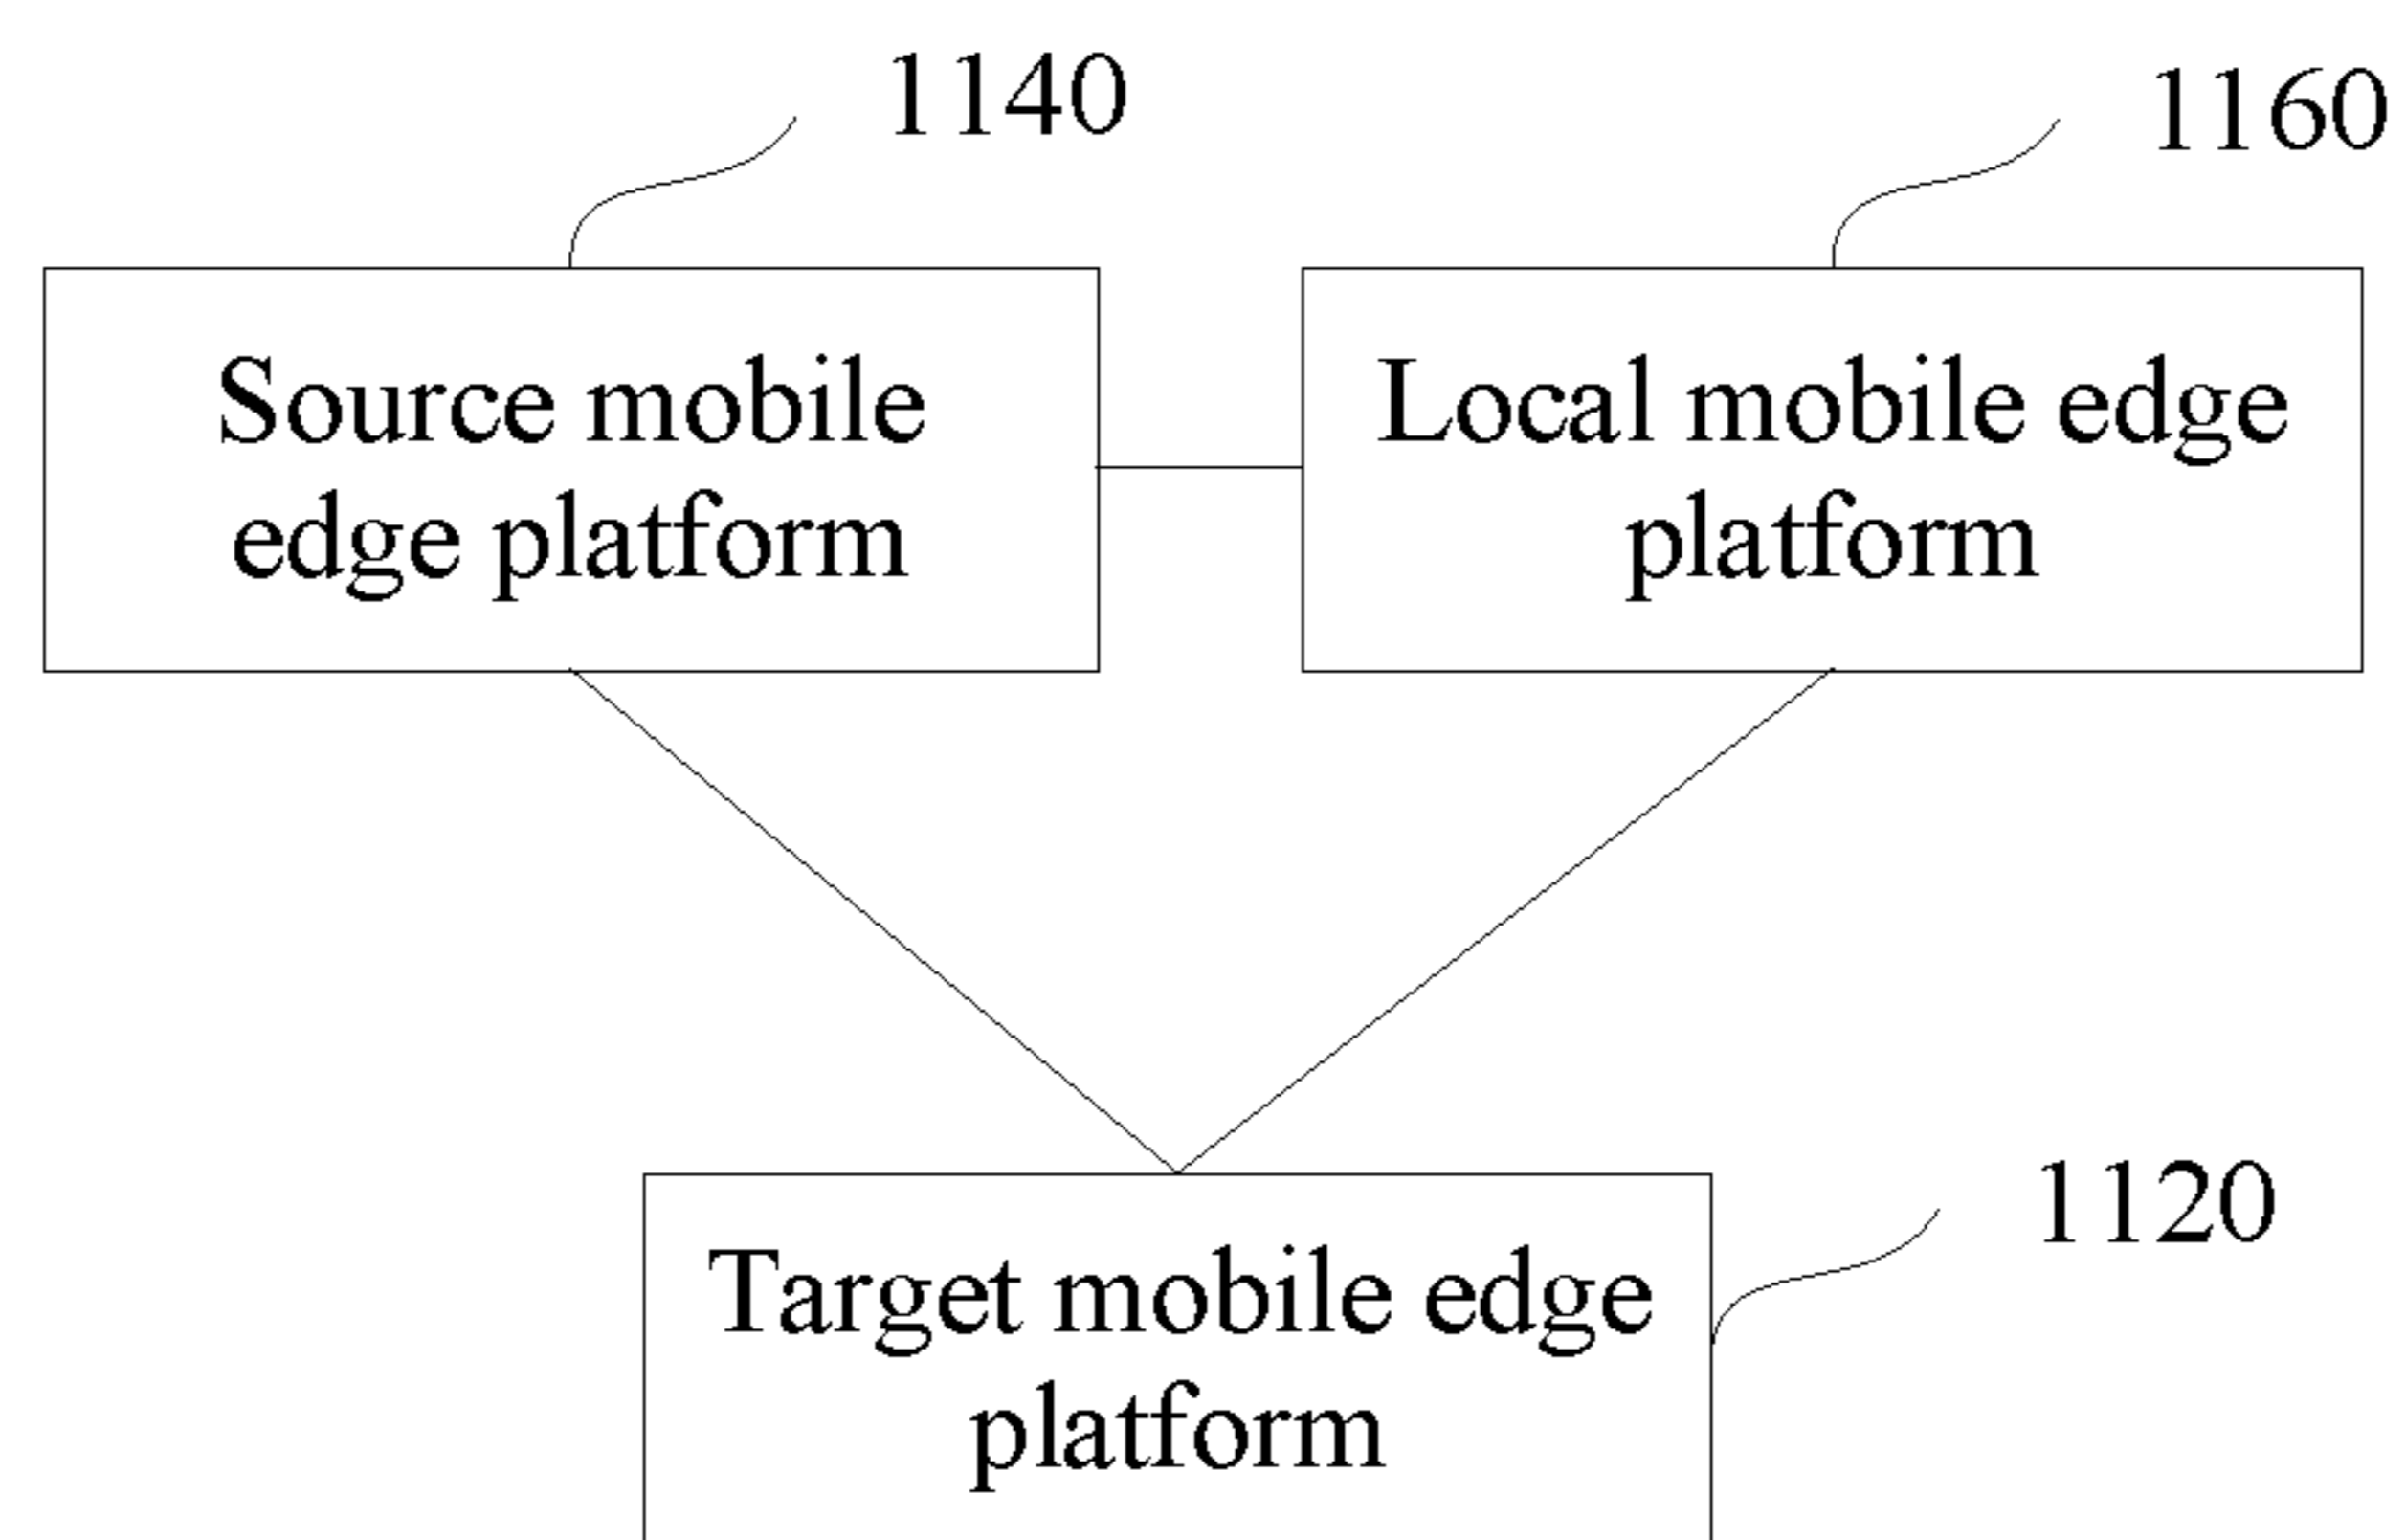 1140
1160
Source mobile
edge platform
Local mobile edge
platform
1120
Target mobile edge
platform